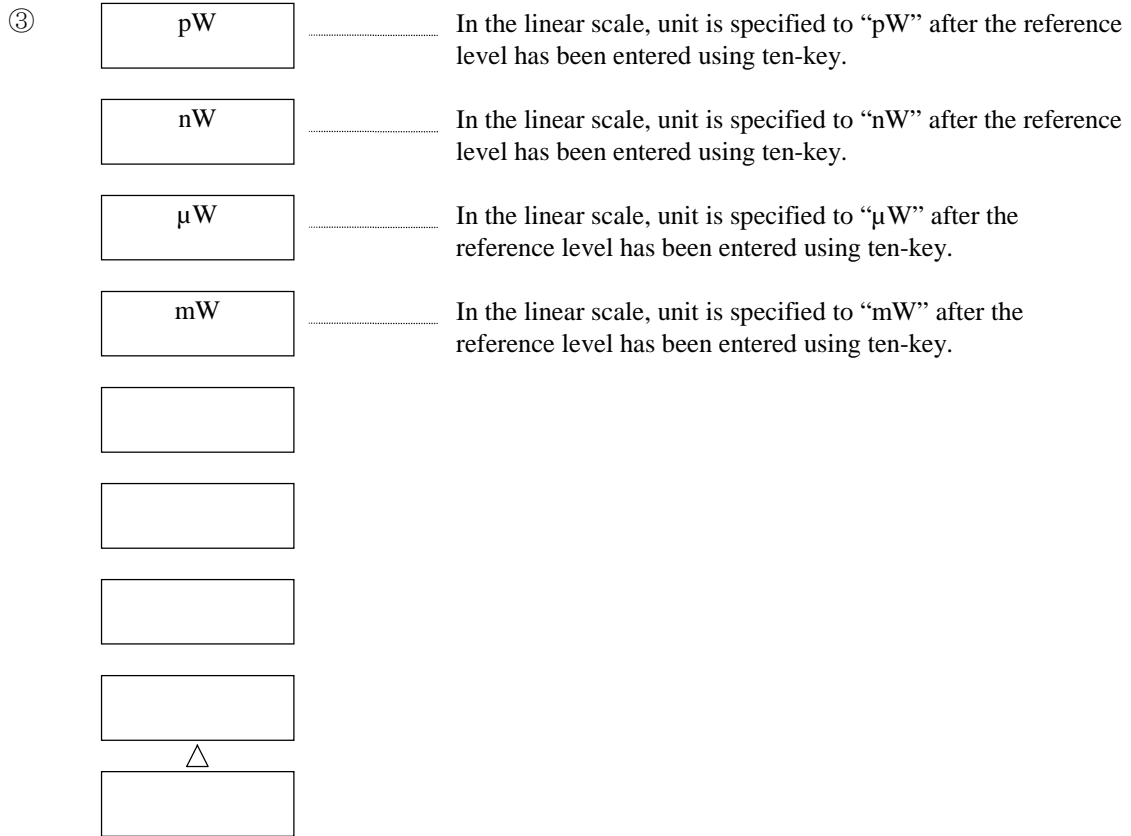 ③
pW
In the linear scale, unit is specified to “pW” after the reference
level has been entered using ten-key.
nW
In the linear scale, unit is specified to “nW” after the reference
level has been entered using ten-key.
µW
In the linear scale, unit is specified to “µW” after the
reference level has been entered using ten-key.
mW
In the linear scale, unit is specified to “mW” after the
reference level has been entered using ten-key.